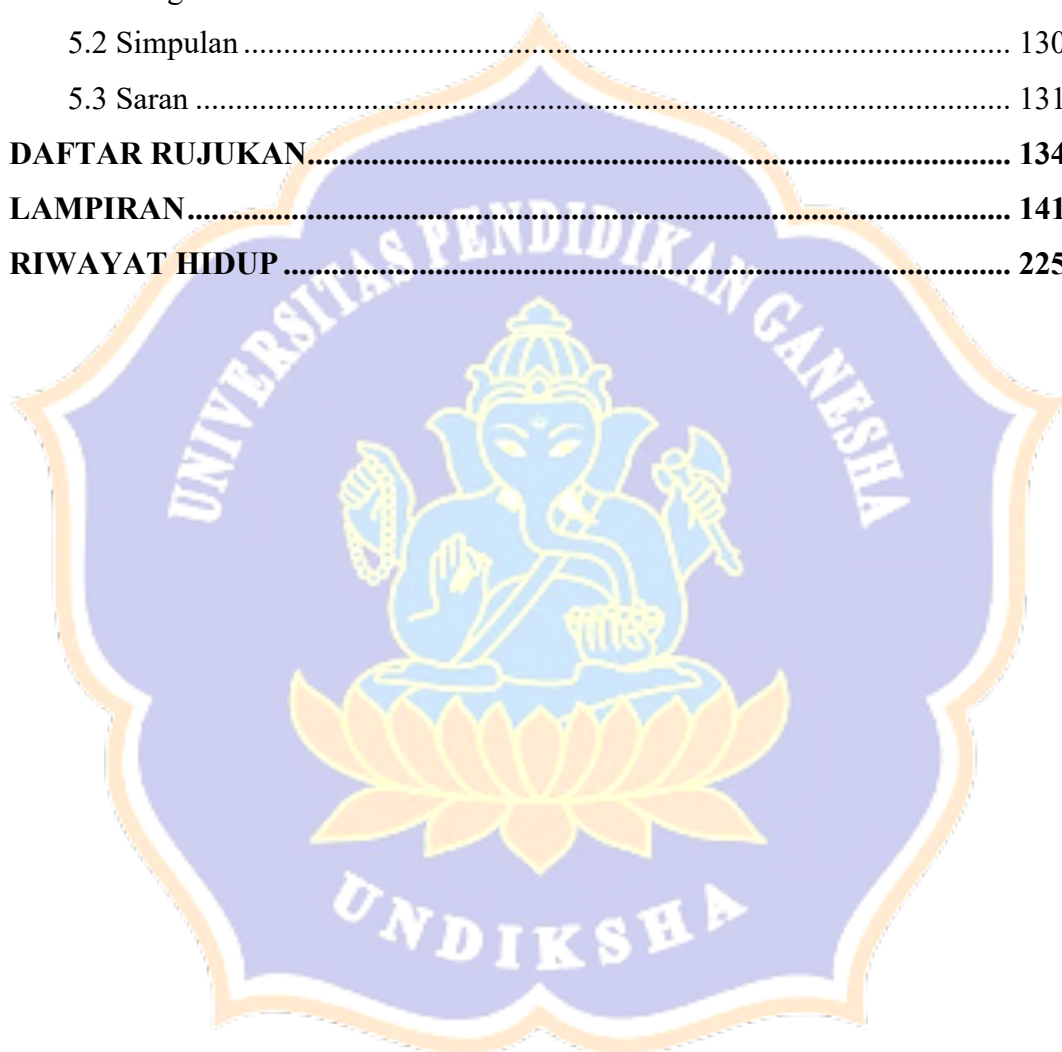 5.2 Simpulan ............................................................................................................... 130
5.3 Saran ...................................................................................................................... 131
DAFTAR RUJUKAN ..................................................................................................... 134
LAMPIRAN ...................................................................................................................... 141
RIWAYAT HIDUP ......................................................................................................... 225
UNIVERSITAS PENDIDIKAN GANESHA
UNDIKSHA